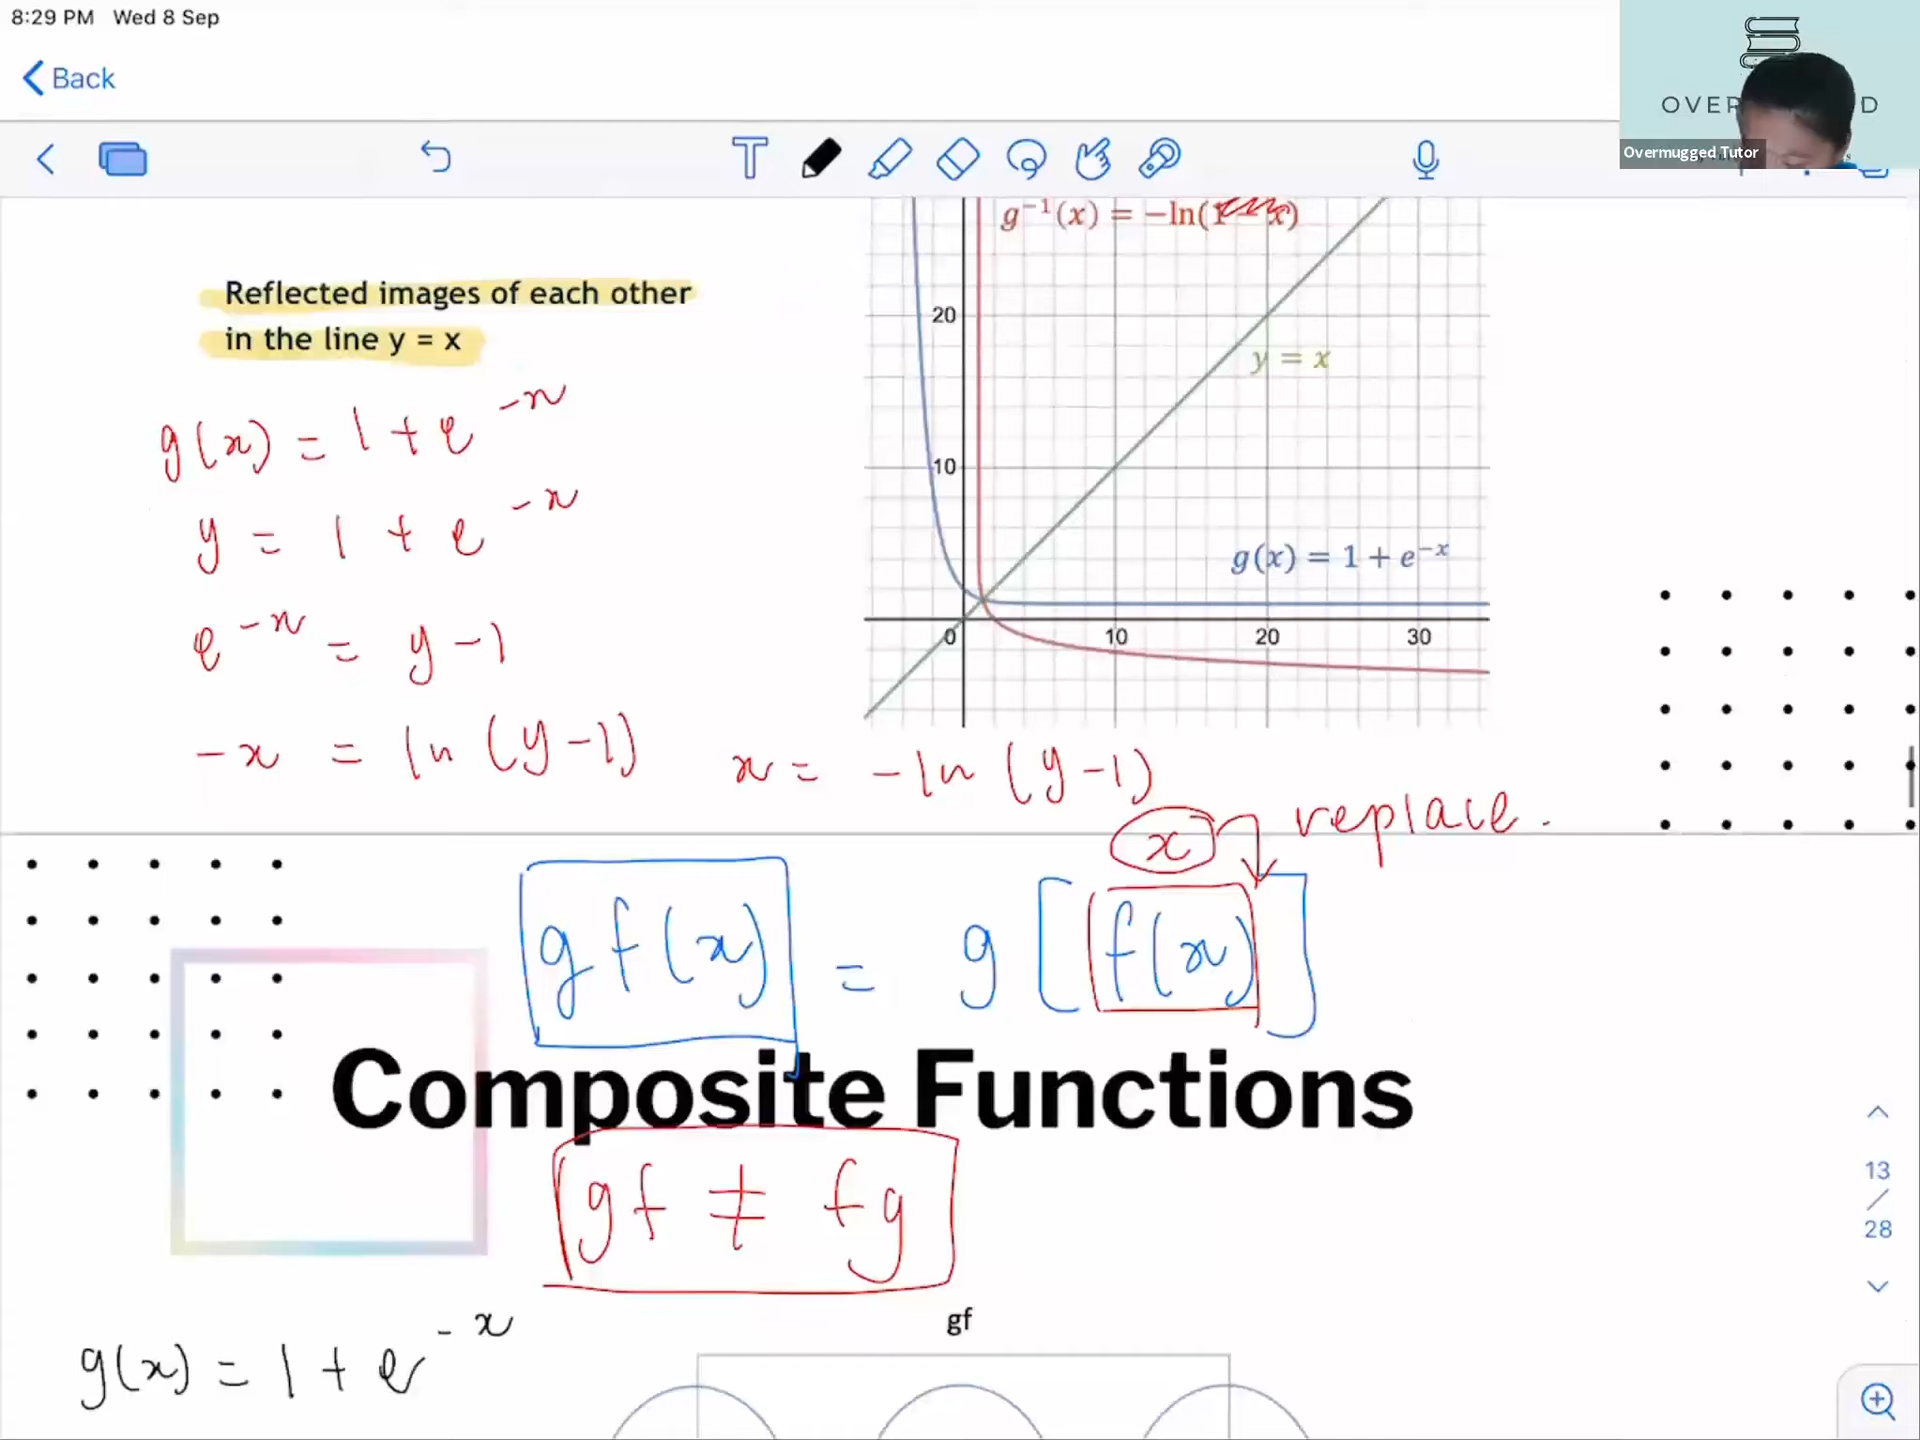 8:29 PM Wed 8 Sep
Back
Overmugged Tutor
g⁻¹(x) = −ln(
Reflected images of each other
in the line y = x
20
y = x
g(x) = 1 + e^-x
10
y = 1 + e^-x
g(x) = 1 + e⁻ˣ
0 10 20 30
e^-x = y - 1
-x = ln (y-1)
x = -ln (y-1)
x replace.
gf(x) = g[f(x)]
Composite Functions
gf ≠ fg
13
/
28
gf
g(x) = 1 + e^-x